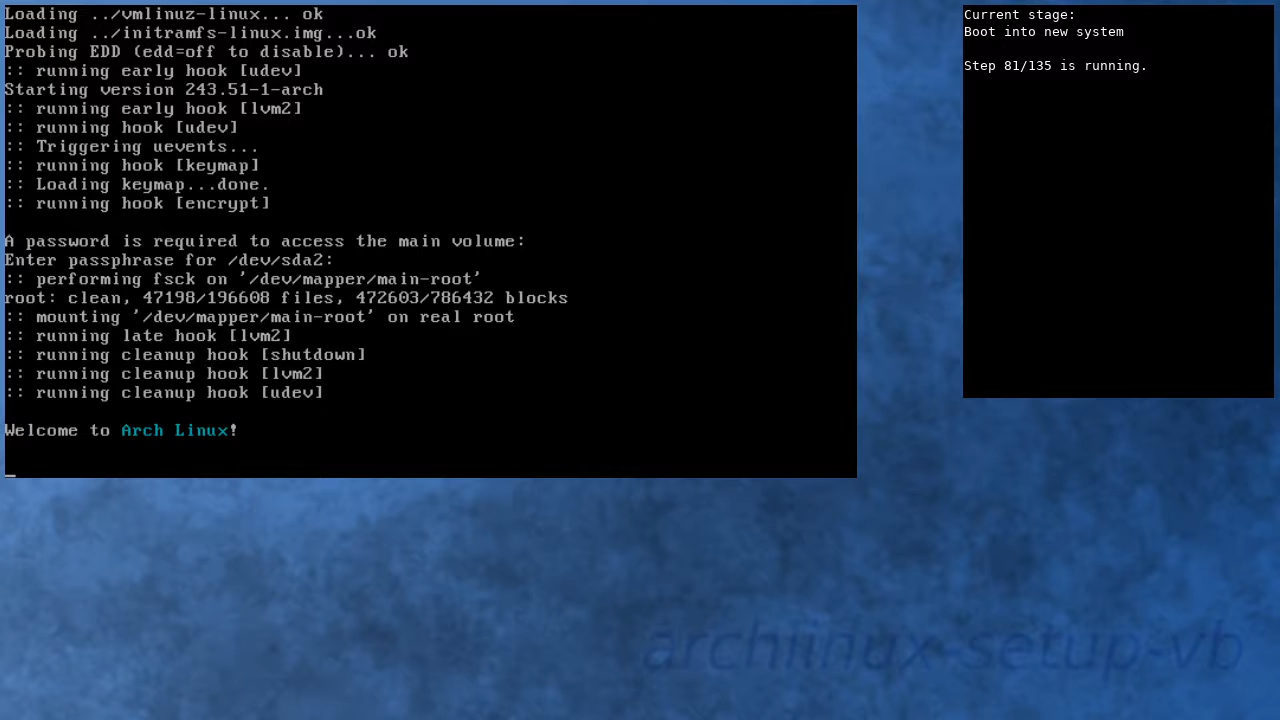 Loading ../vmlinuz-linux... ok
Loading ../initramfs-linux.img...ok
Probing EDD (edd=off to disable)... ok
:: running early hook [udev]
Starting version 243.51-1-arch
:: running early hook [lvm2]
:: running hook [udev]
:: Triggering uevents...
:: running hook [keymap]
:: Loading keymap...done.
:: running hook [encrypt]
A password is required to access the main volume:
Enter passphrase for /dev/sda2:
:: performing fsck on '/dev/mapper/main-root'
root: clean, 47198/196608 files, 472603/786432 blocks
:: mounting '/dev/mapper/main-root' on real root
:: running late hook [lvm2]
:: running cleanup hook [shutdown]
:: running cleanup hook [lvm2]
:: running cleanup hook [udev]
Welcome to Arch Linux!
_
Current stage:
Boot into new system
Step 81/135 is running.
archlinux-setup-vb